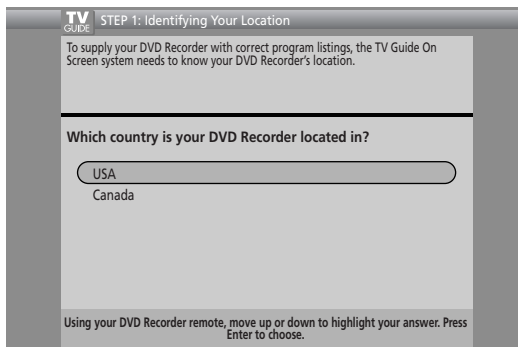 TV
GUIDE
STEP 1: Identifying Your Location
To supply your DVD Recorder with correct program listings, the TV Guide On
Screen system needs to know your DVD Recorder's location.
Which country is your DVD Recorder located in?
USA
Canada
Using your DVD Recorder remote, move up or down to highlight your answer. Press
Enter to choose.